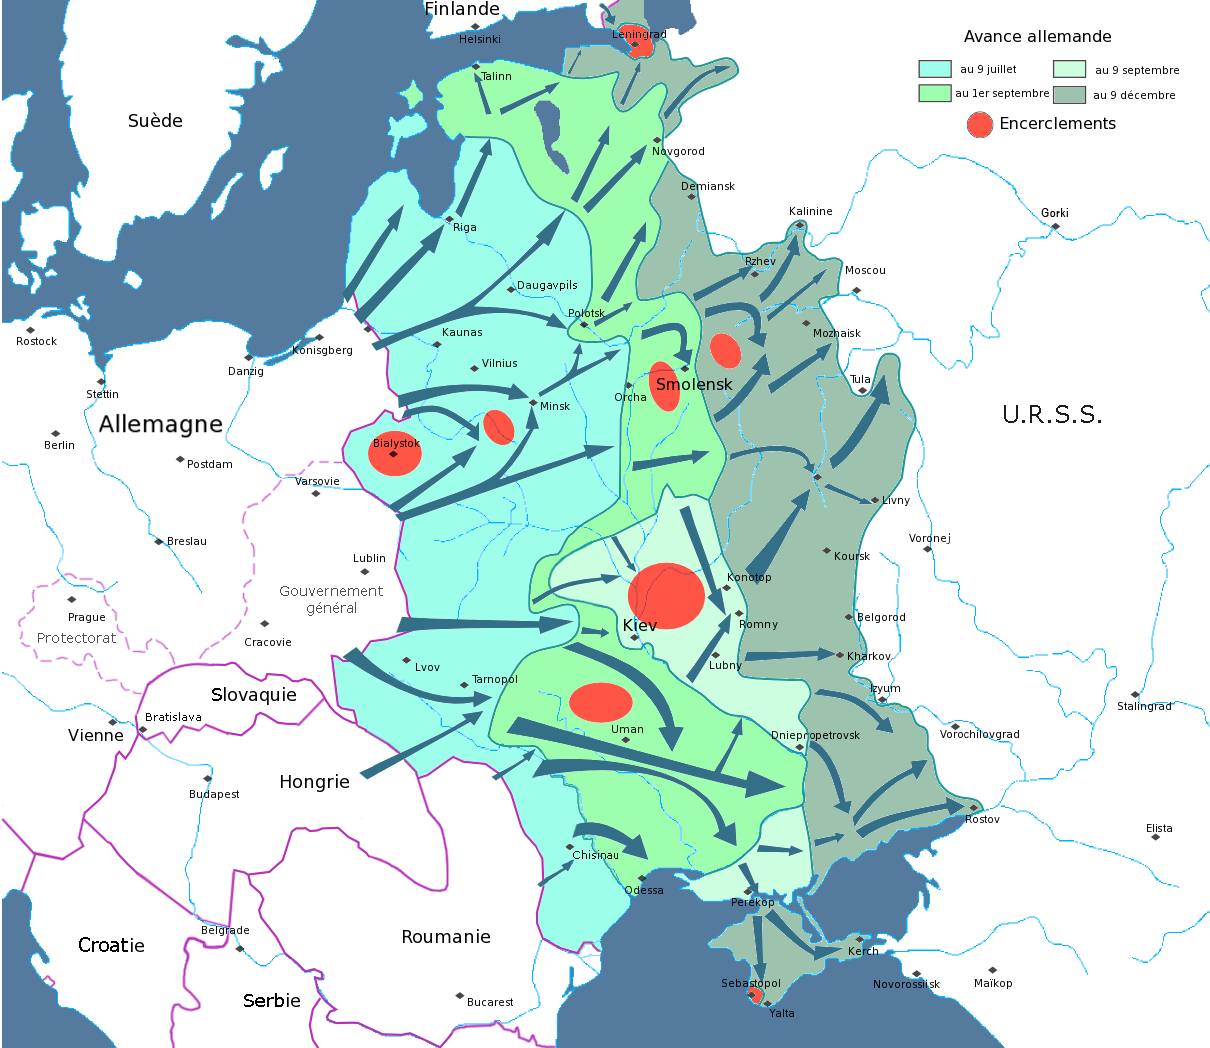 Finlande
Helsinki
Leningrad
Avance allemande
au 9 juillet
au 9 septembre
au 1er septembre
au 9 décembre
Encerclements
Talinn
Suède
Novgorod
Demiansk
Kalinine
Gorki
Riga
Rzhev
Moscou
Daugavpils
Polotsk
Rostock
Kaunas
Mozhaisk
Konisgberg
Danzig
Vilnius
Smolensk
Tula
Stettin
Orcha
Minsk
U.R.S.S.
Allemagne
Berlin
Bialystok
Postdam
Varsovie
Livny
Breslau
Voronej
Lublin
Koursk
Gouvernement
général
Konotop
Prague
Protectorat
Cracovie
Kiev
Romny
Belgorod
Lvov
Lubny
Kharkov
Tarnopol
Izyum
Slovaquie
Stalingrad
Bratislava
Vienne
Uman
Dniepropetrovsk
Vorochilovgrad
Hongrie
Budapest
Rostov
Elista
Chisinau
Odessa
Perekop
Belgrade
Croatie
Roumanie
Kerch
Sebastopol
Novorossiisk
Maïkop
Serbie
Bucarest
Yalta